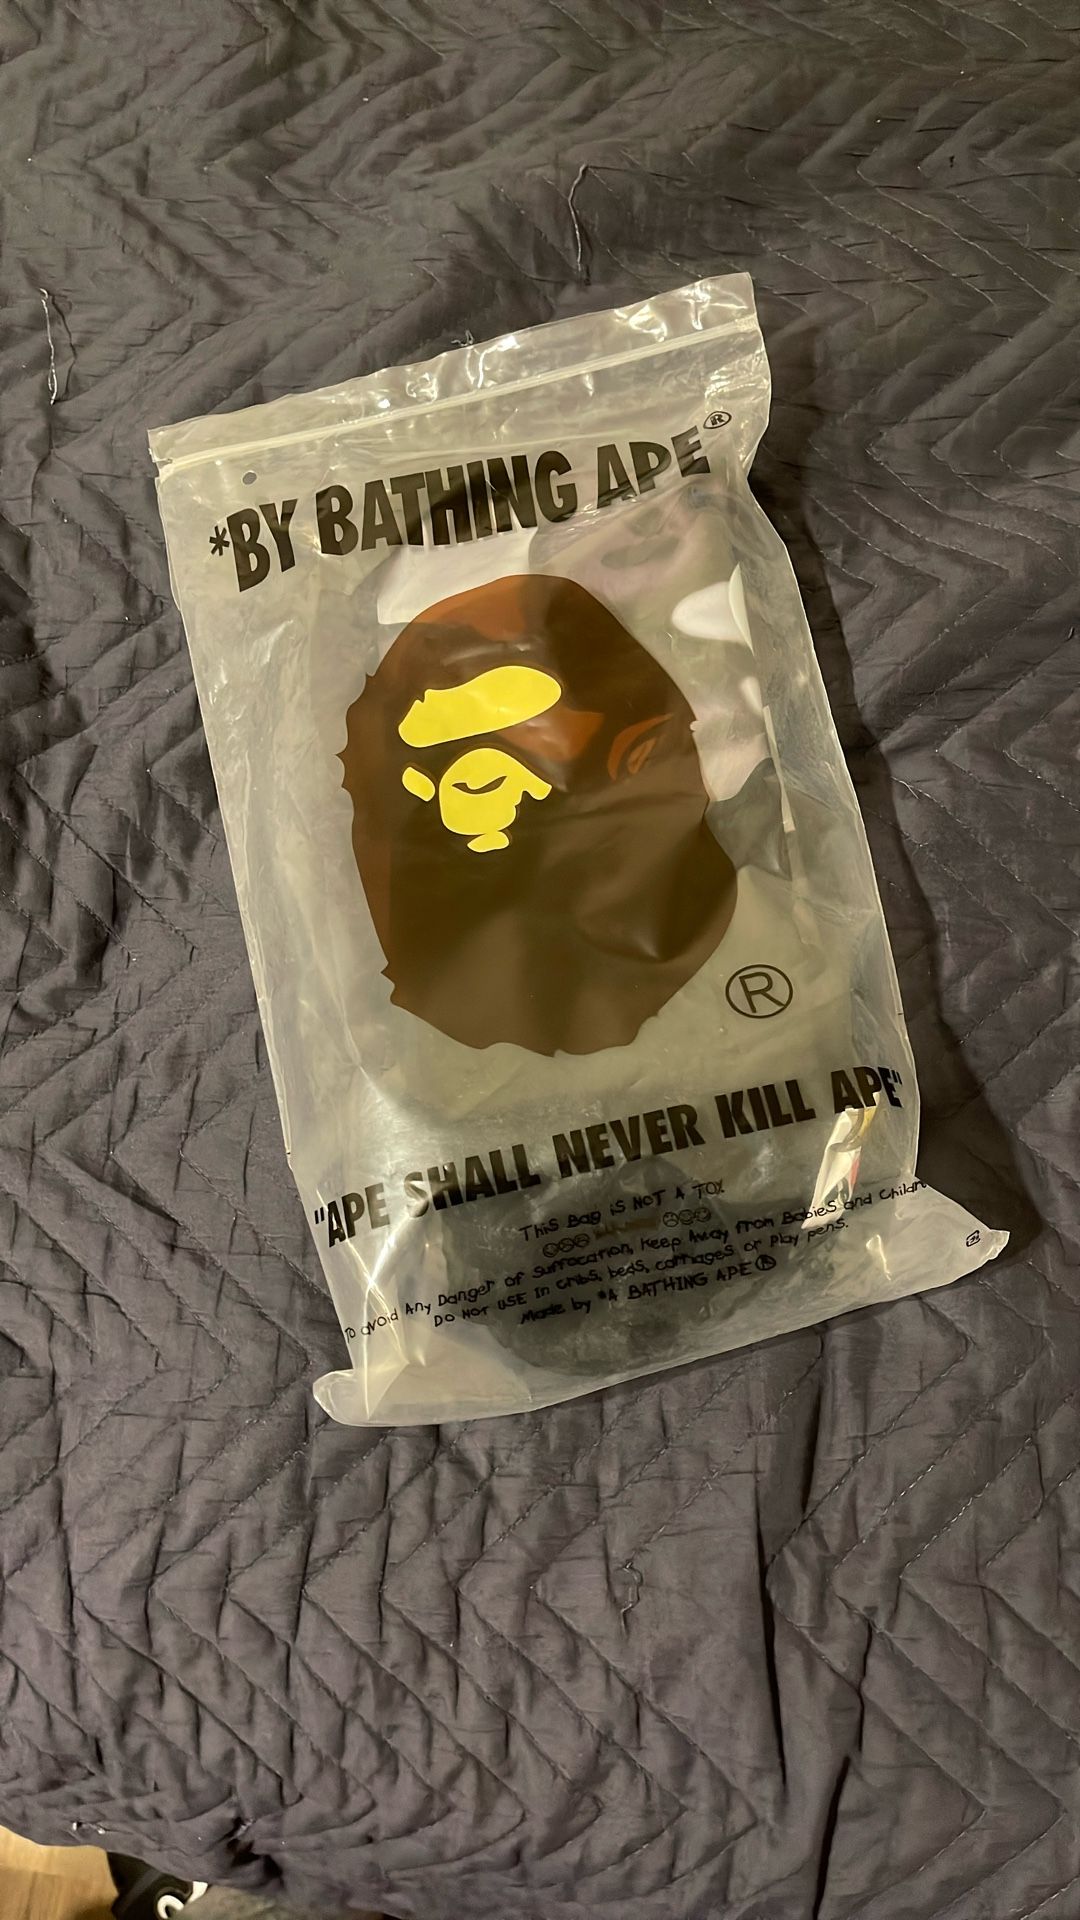 *BY BATHING APE®
®
"APE SHALL NEVER KILL APE"
THIS BAG IS NOT A TOY
To avoid Any Danger of Suffocation, Keep Away From Babies and Childr
DO NOT USE In cribs, beds, carriages or Play pens.
Made by *A BATHING APE®